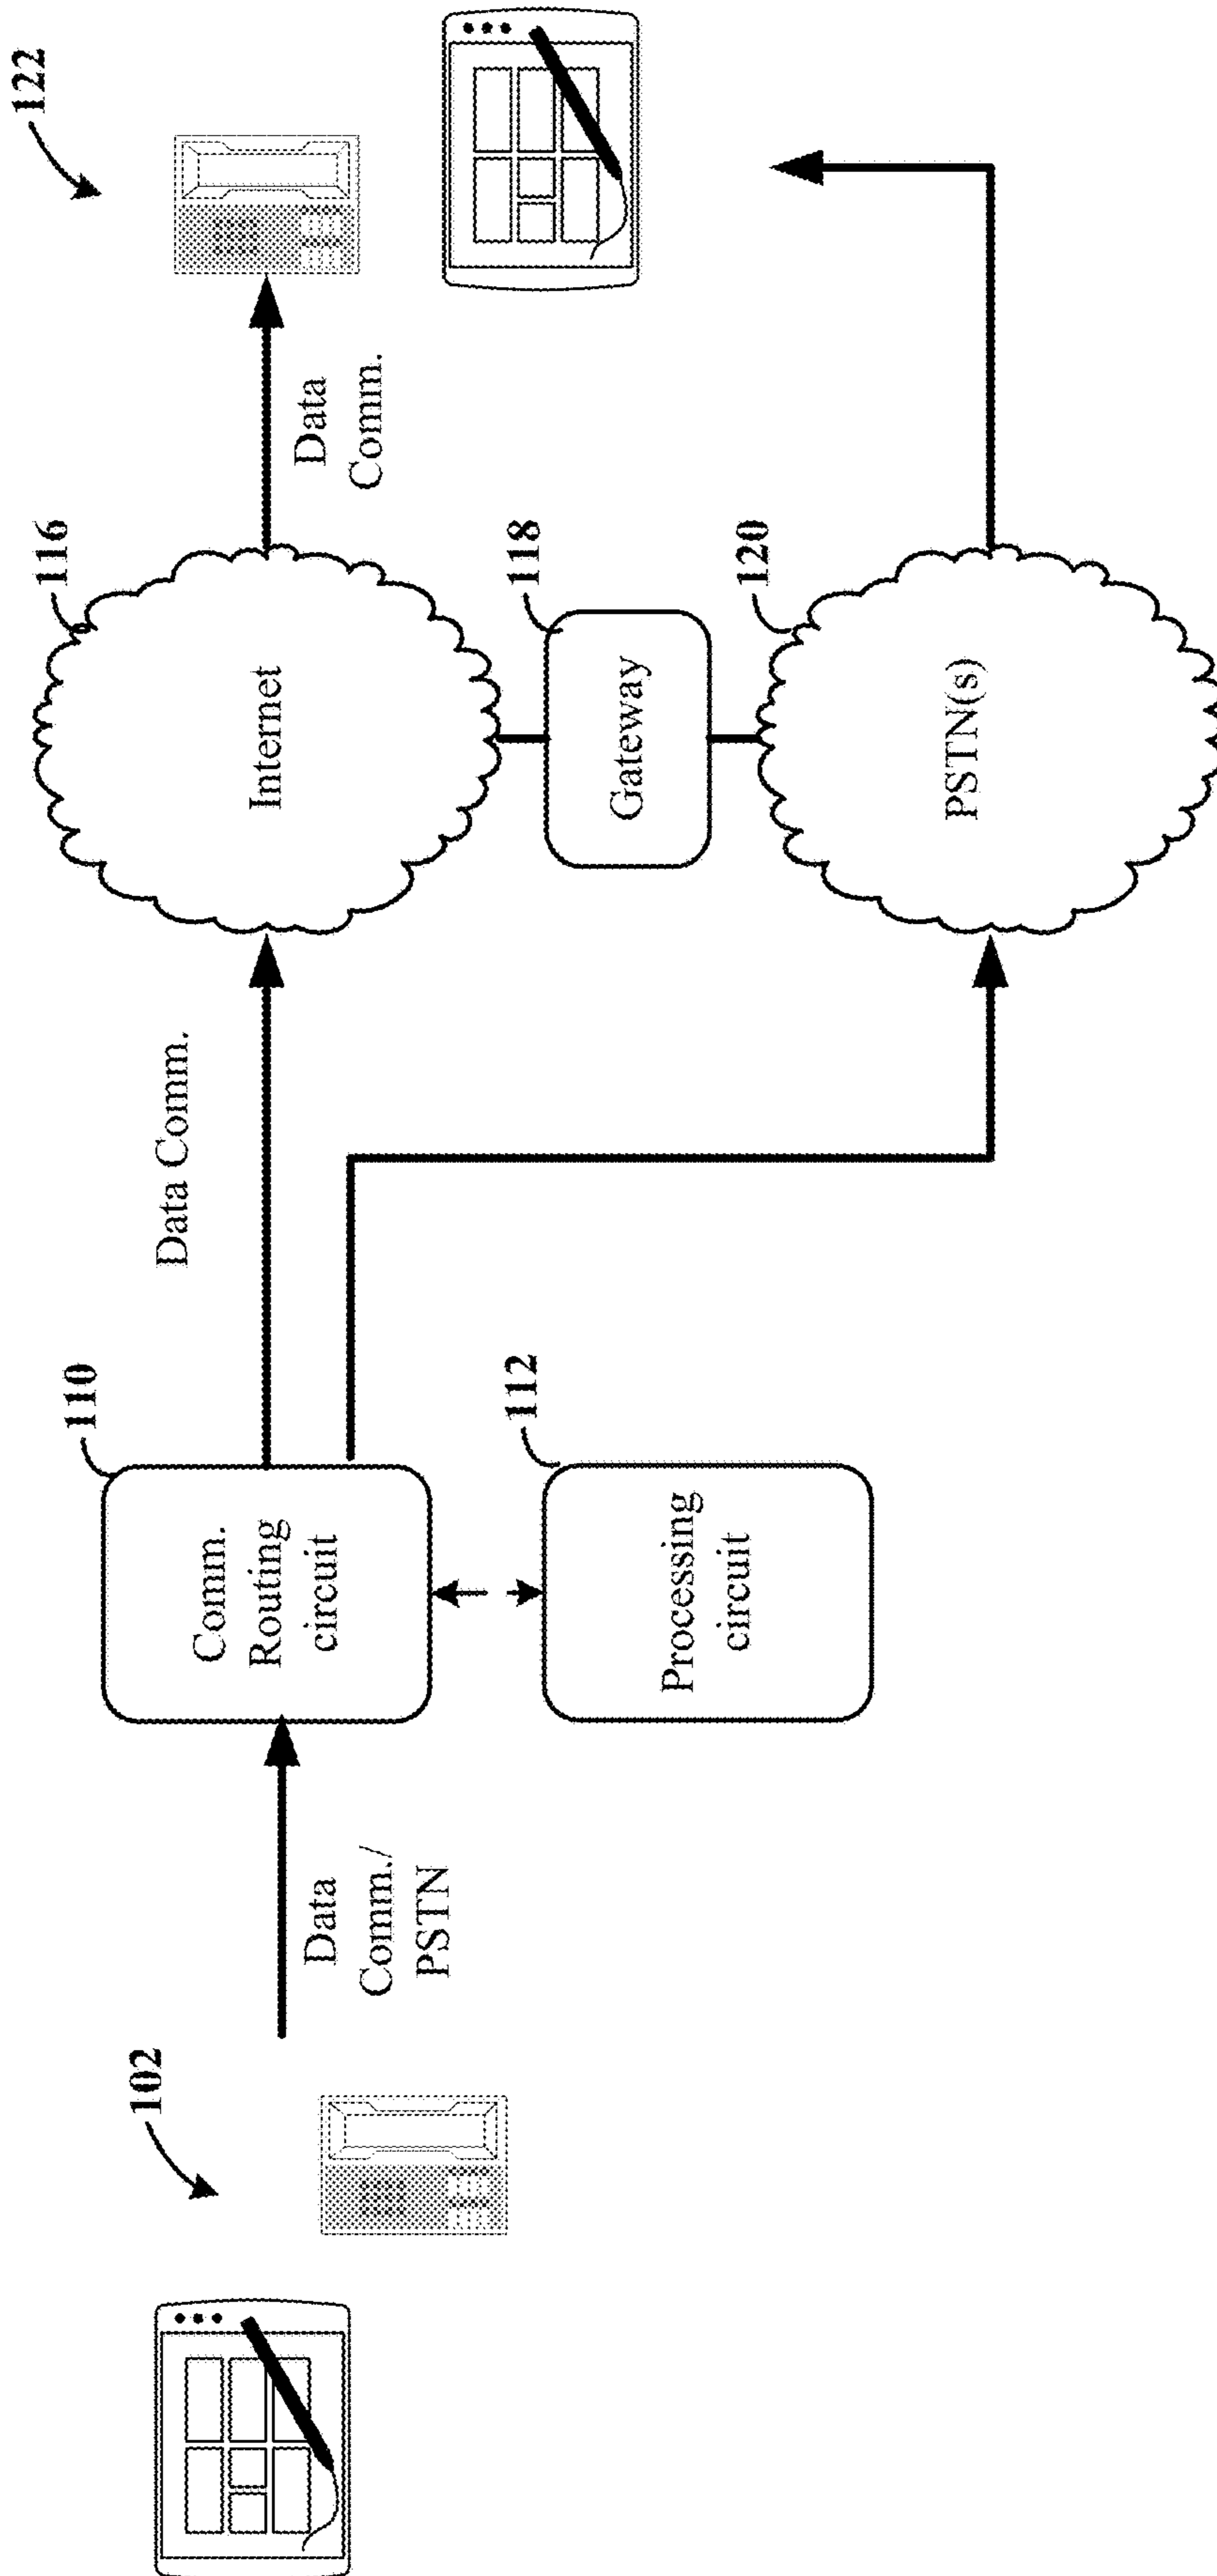 102
Data
Comm./
PSTN
110
Comm.
Routing
circuit
112
Processing
circuit
Data Comm.
116
Internet
118
Gateway
120
PSTN(s)
Data
Comm.
122